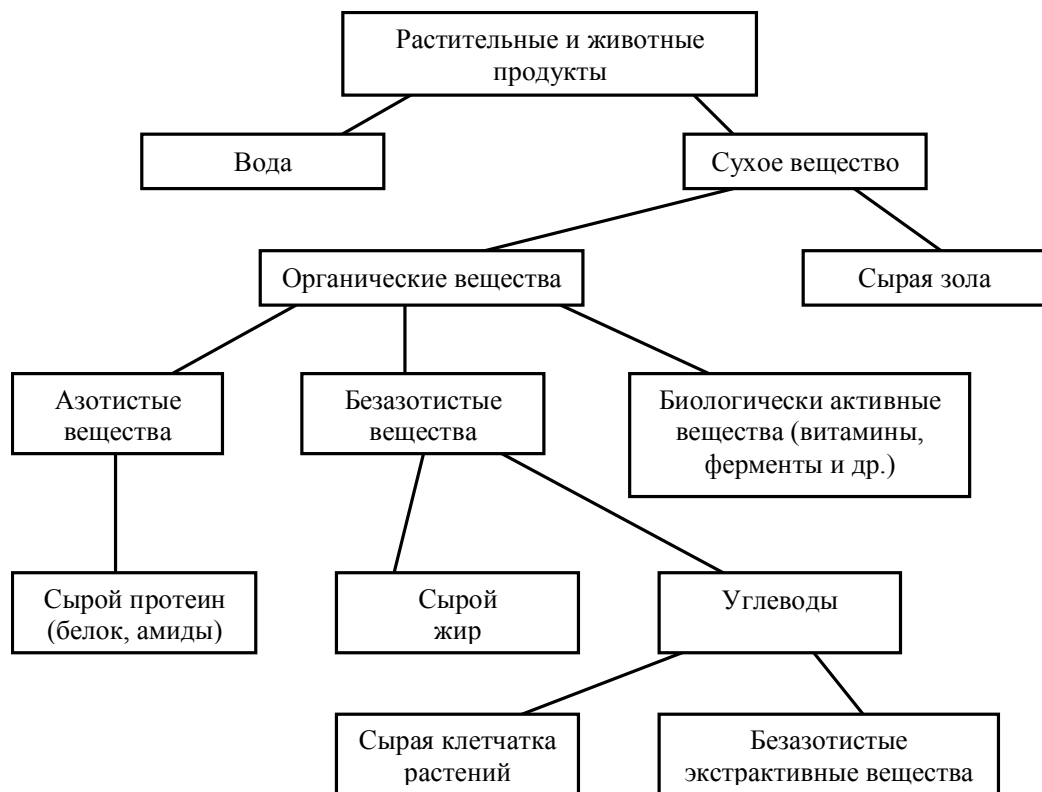 Растительные и животные
продукты
Вода
Сухое вещество
Органические вещества
Сырая зола
Азотистые
вещества
Безазотистые
вещества
Биологически активные
вещества (витамины,
ферменты и др.)
Сырой протеин
(белок, амиды)
Сырой
жир
Углеводы
Сырая клетчатка
растений
Безазотистые
экстрактивные вещества